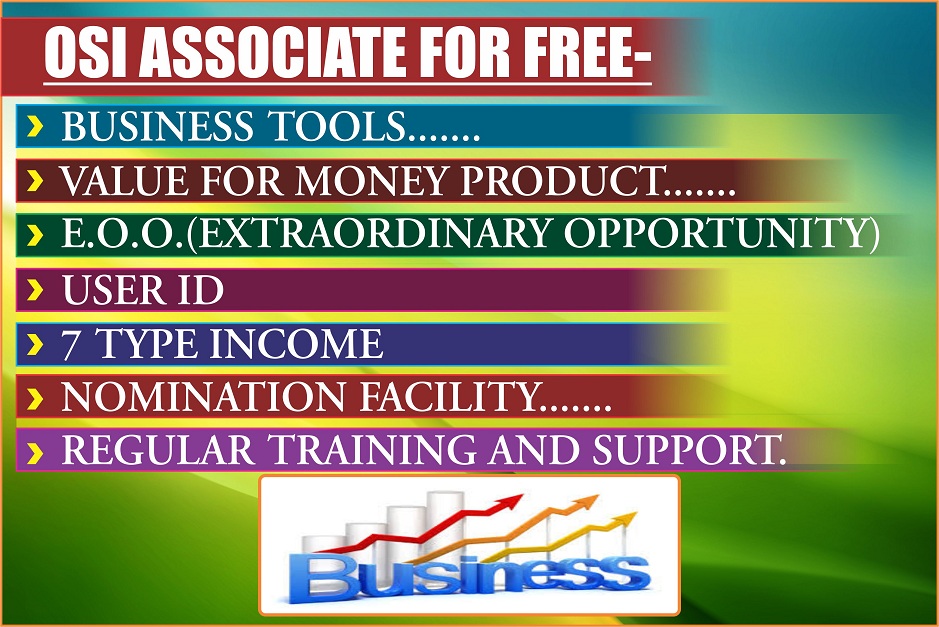 OSI ASSOCIATE FOR FREE-
BUSINESS TOOLS.......
VALUE FOR MONEY PRODUCT.......
E.O.O.(EXTRAORDINARY OPPORTUNITY)
USER ID
7 TYPE INCOME
NOMINATION FACILITY.......
REGULAR TRAINING AND SUPPORT.
Business